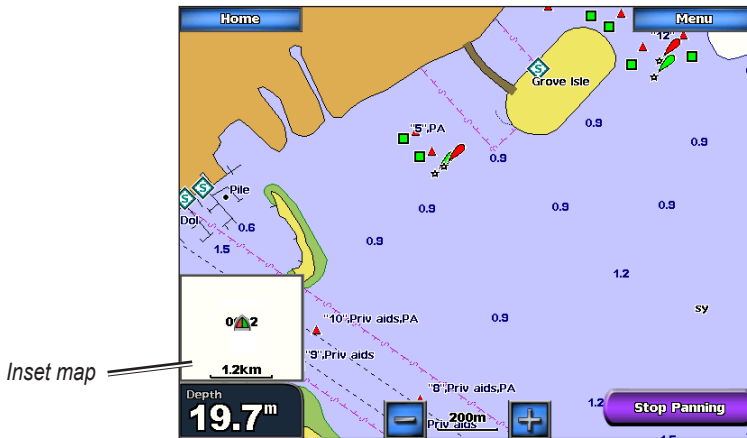 Home
Menu
"12"
S
Grove Isle
"5",PA
0.9
0.9
S
S
Pile
Dol
0.6
0.9
0.9
0.9
1.5
0.9
1.2
sy
"10",Priv aids,PA
0.9
1.2km
Inset map
"9",Priv aids
"8",Priv aids,PA
Depth
19.7m
200m
Priv aids
1.2
Stop Panning